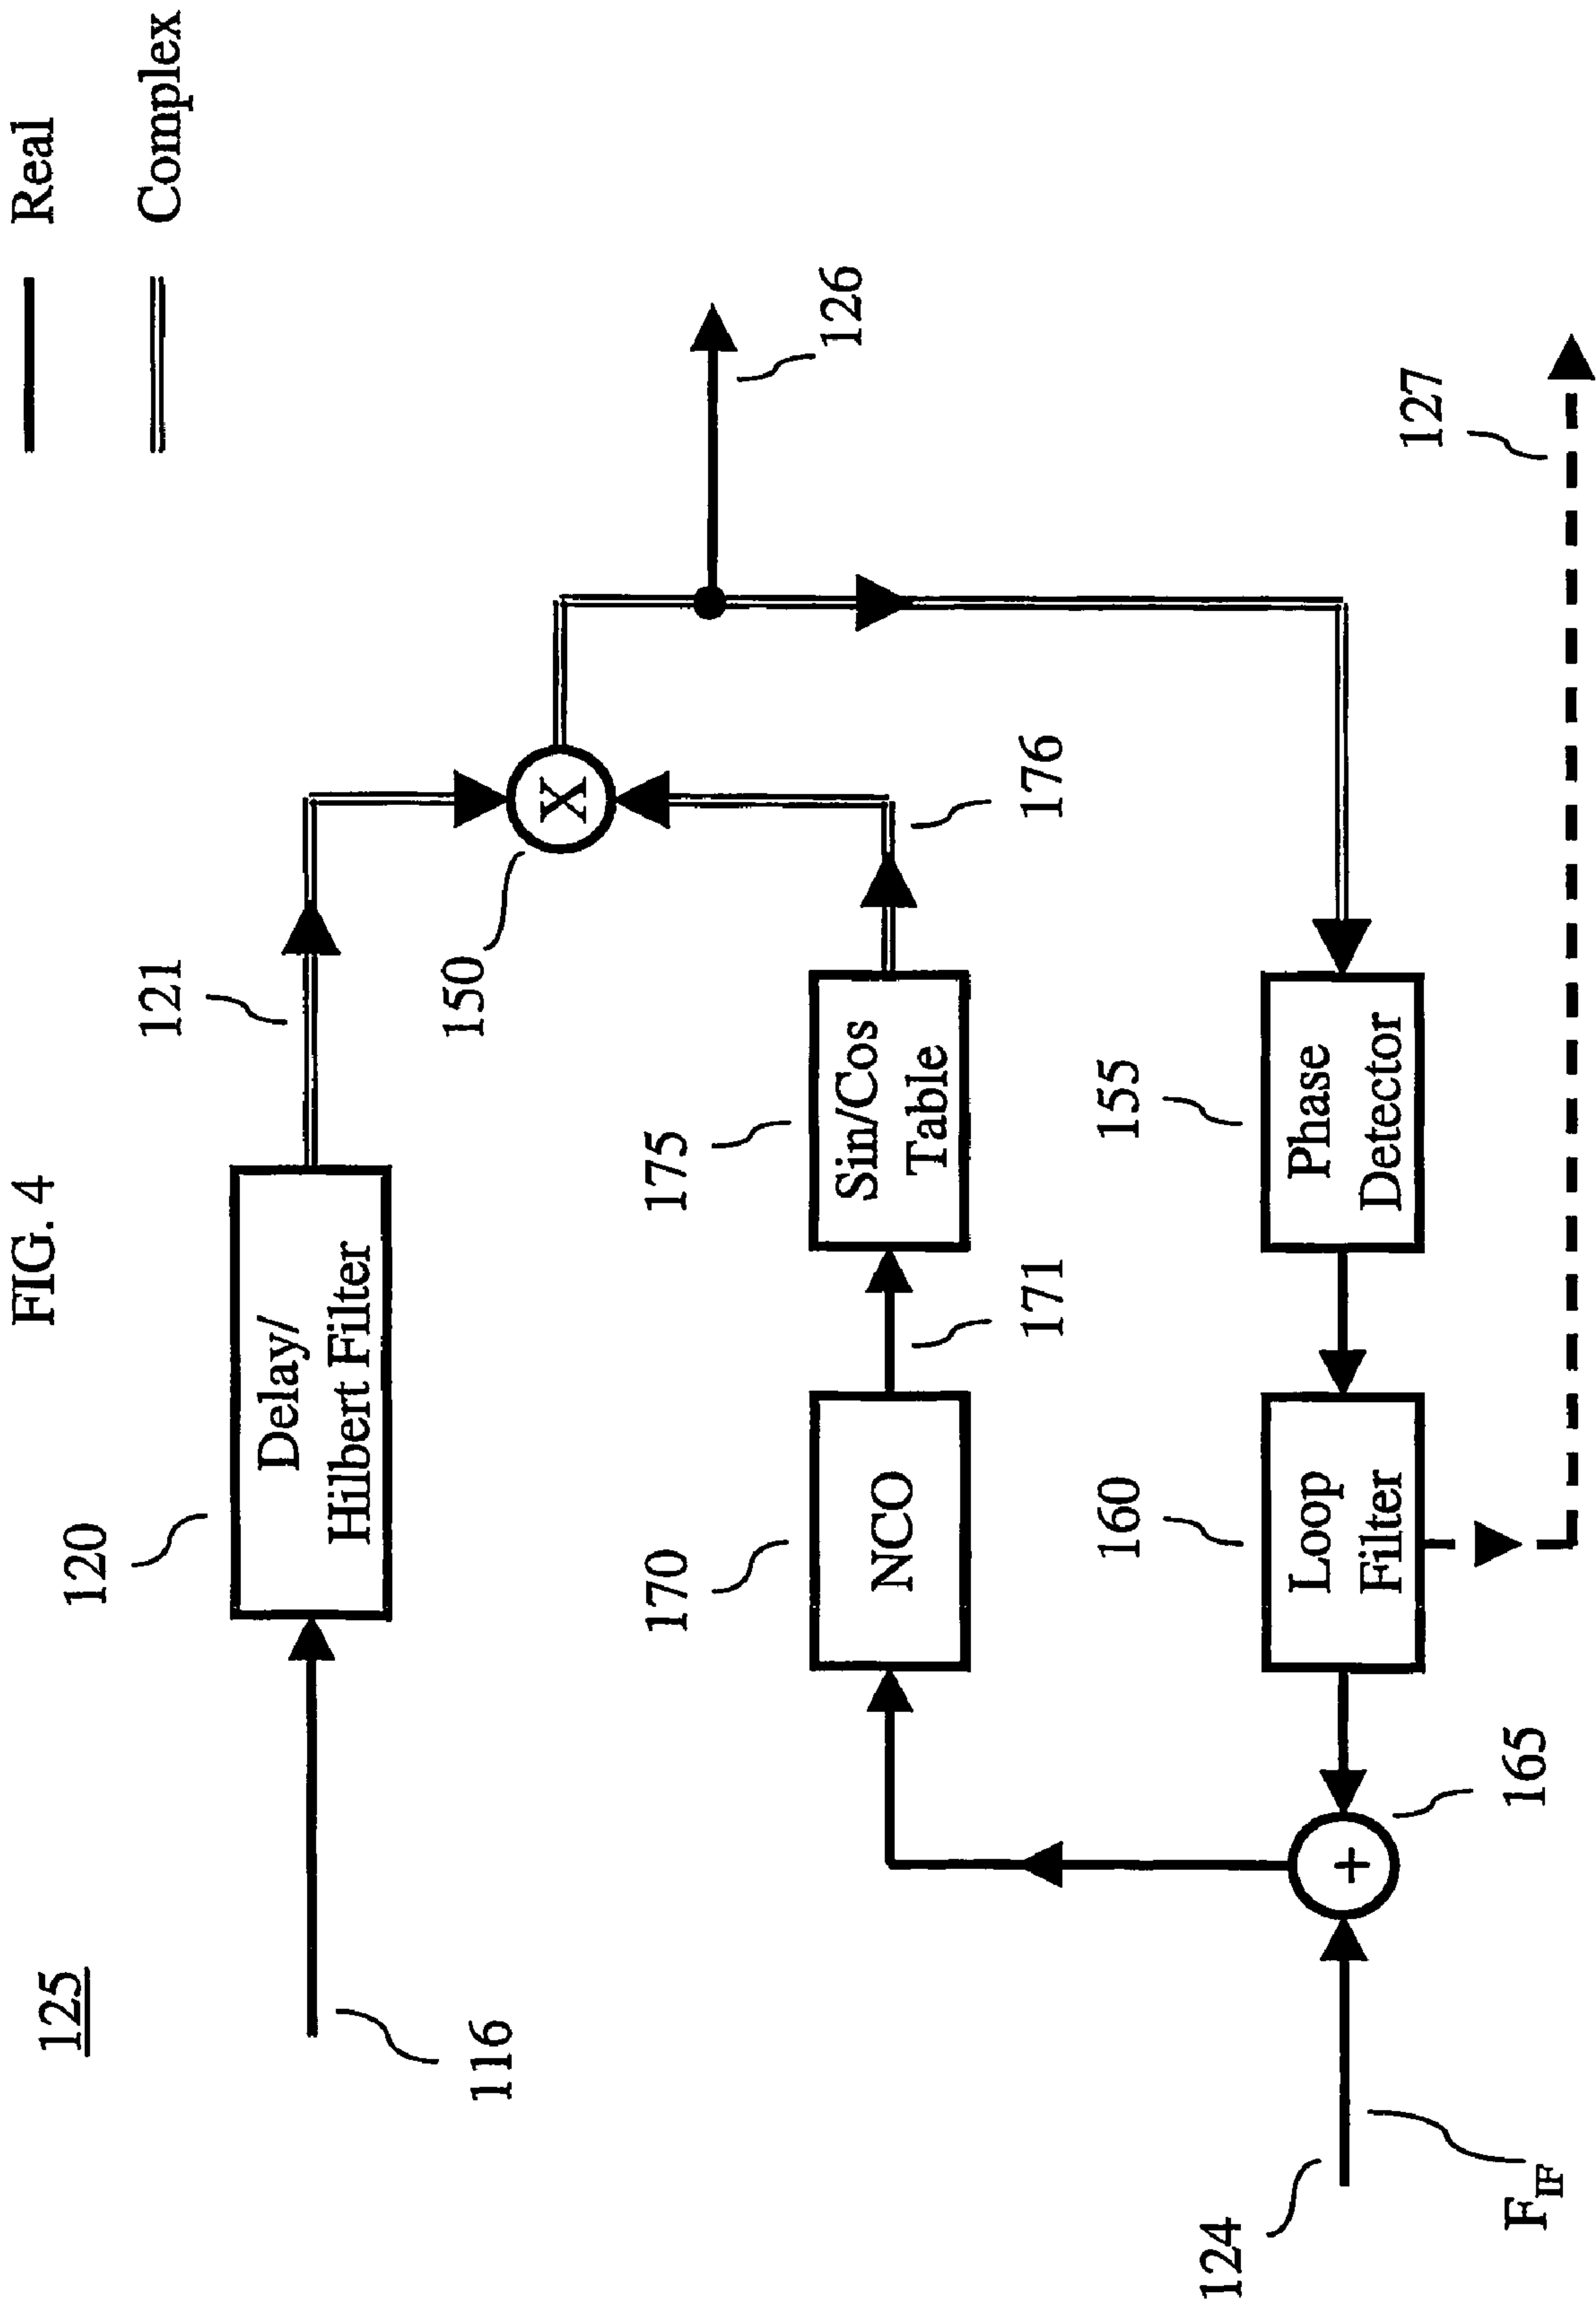 FIG. 4
Real
Complex
125
120
Delay/
Hilbert Filter
121
116
150
126
170
NCO
171
175
Sin/Cos
Table
176
124
F_IF
165
160
Loop
Filter
155
Phase
Detector
127
X
+